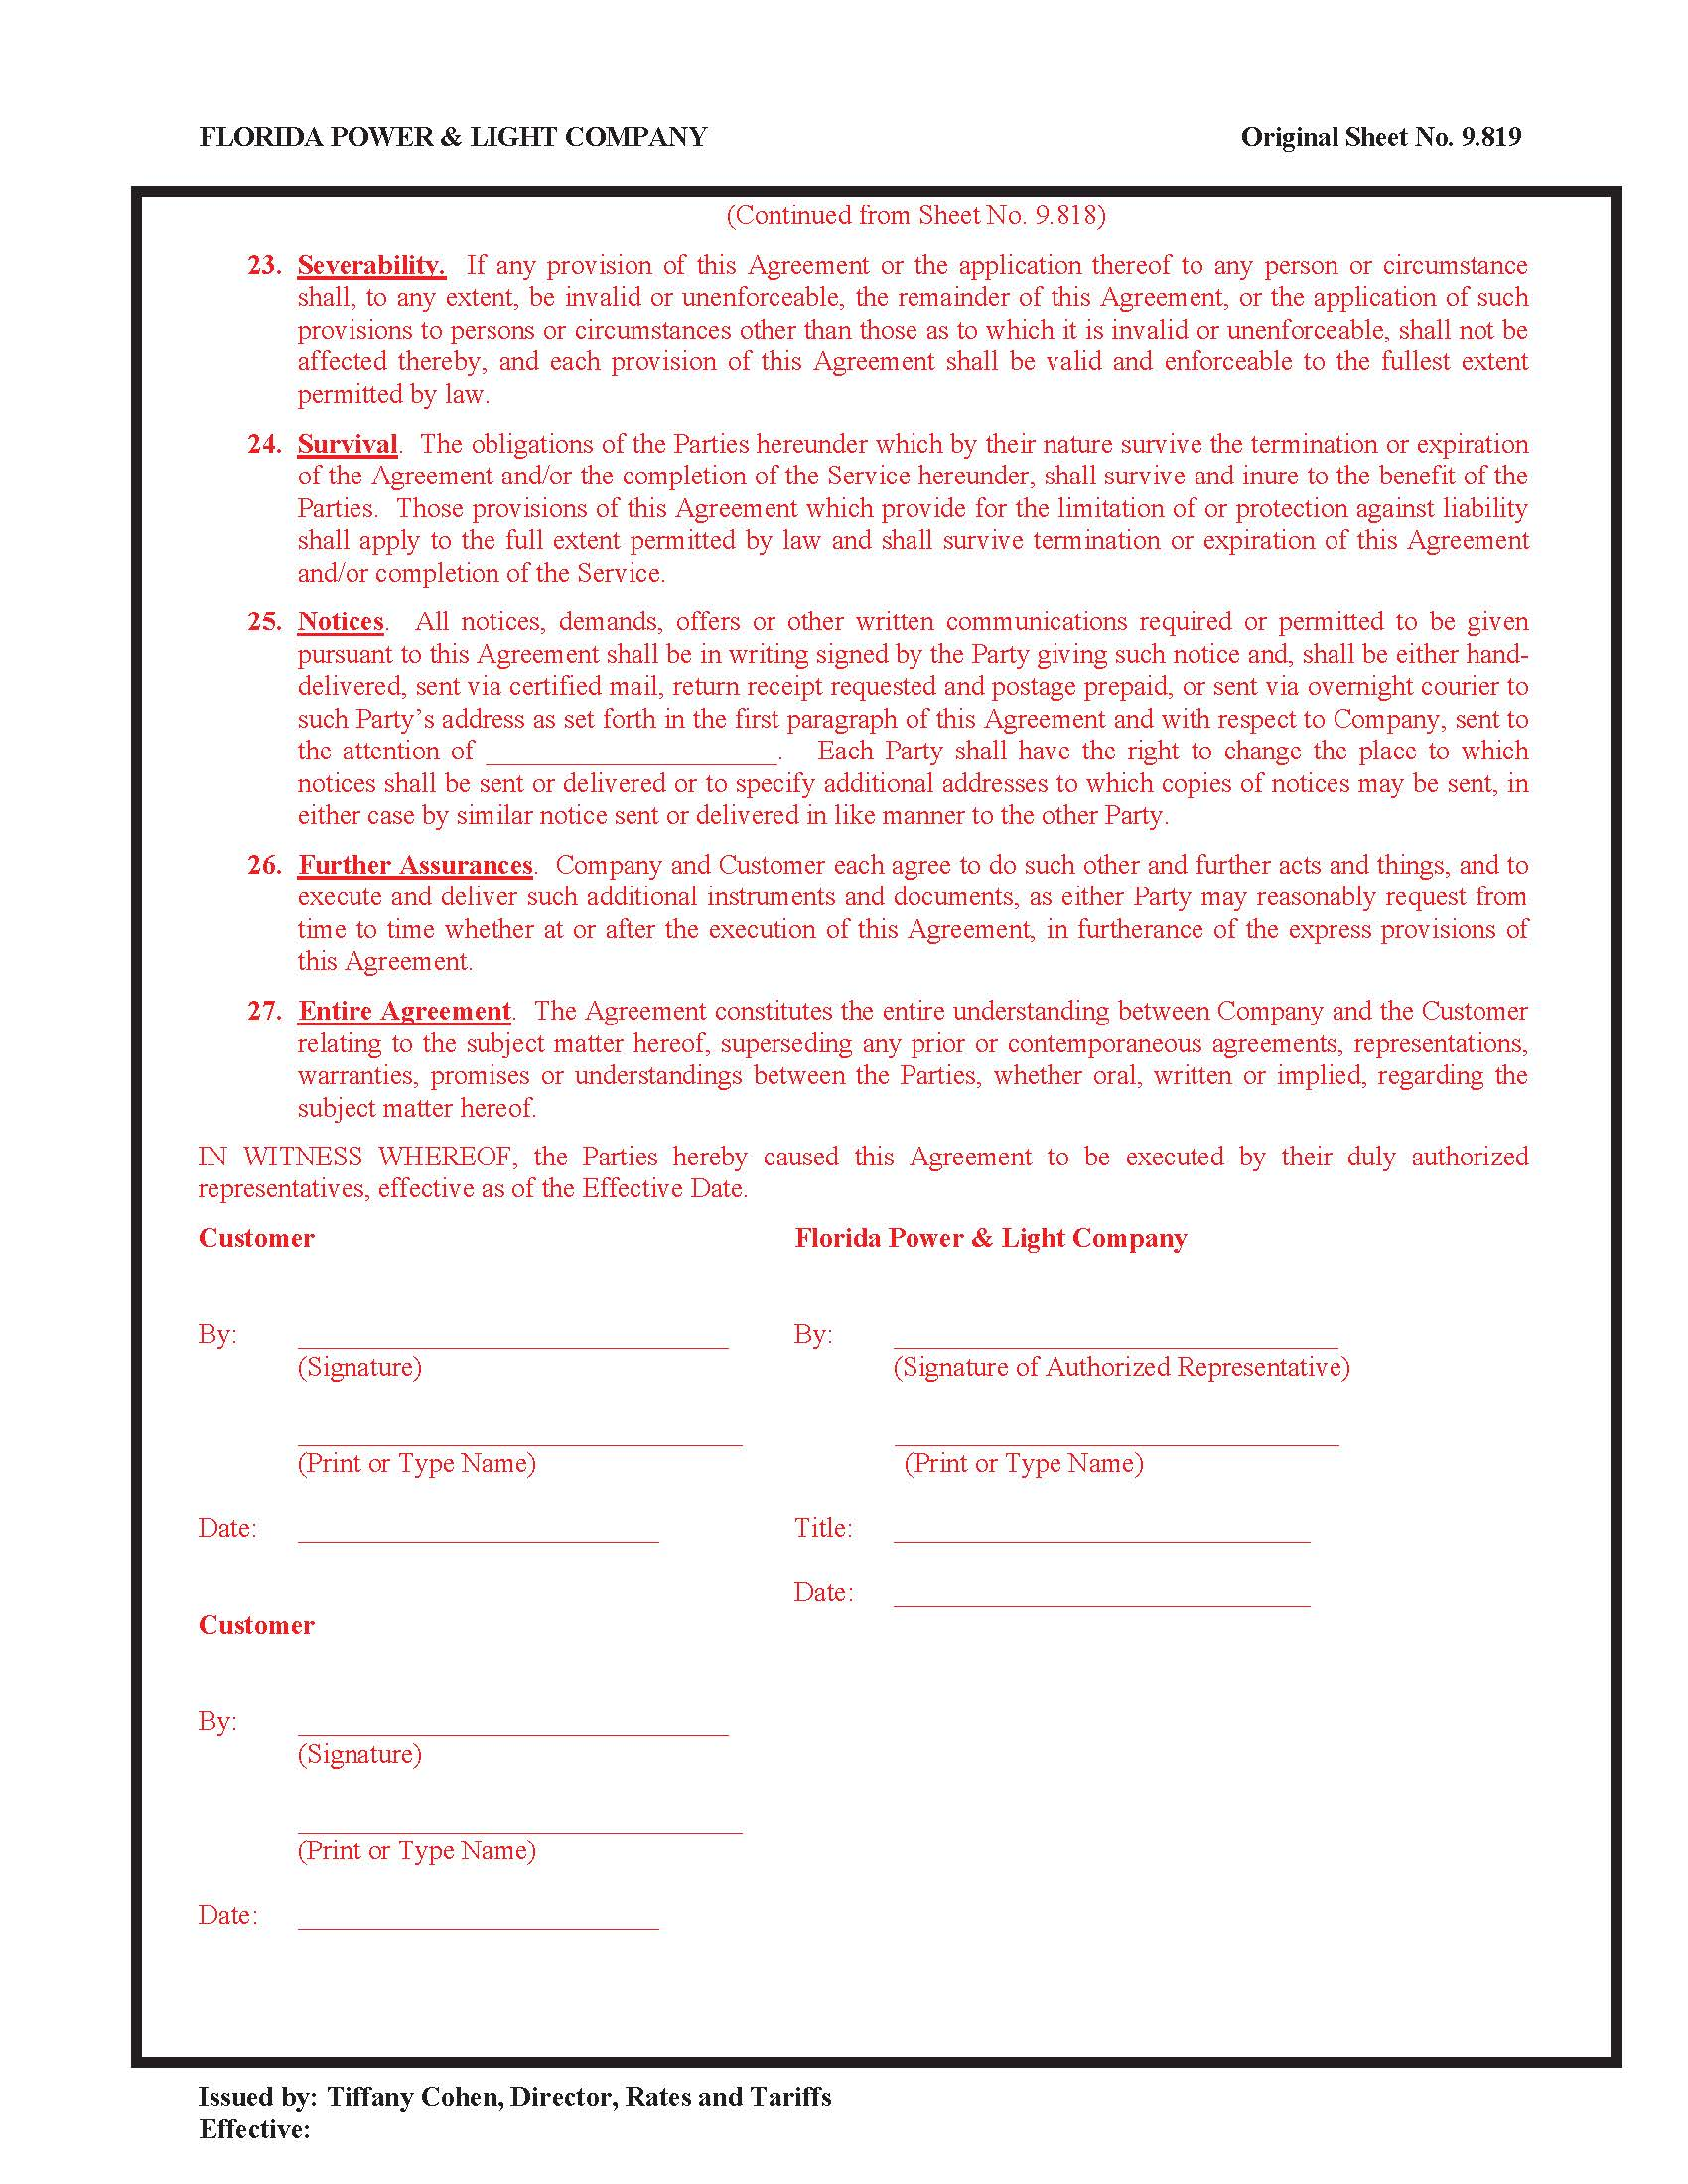 FLORIDA POWER & LIGHT COMPANY Original Sheet No. 9.819
(Continued from Sheet No. 9.818)
23. Severability. If any provision of this Agreement or the application thereof to any person or circumstance
shall, to any extent, be invalid or unenforceable, the remainder of this Agreement, or the application of such
provisions to persons or circumstances other than those as to which it is invalid or unenforceable, shall not be
affected thereby, and each provision of this Agreement shall be valid and enforceable to the fullest extent
permitted by law.
24. Survival. The obligations of the Parties hereunder which by their nature survive the termination or expiration
of the Agreement and/or the completion of the Service hereunder, shall survive and inure to the benefit of the
Parties. Those provisions of this Agreement which provide for the limitation of or protection against liability
shall apply to the full extent permitted by law and shall survive termination or expiration of this Agreement
and/or completion of the Service.
25. Notices. All notices, demands, offers or other written communications required or permitted to be given
pursuant to this Agreement shall be in writing signed by the Party giving such notice and, shall be either hand-
delivered, sent via certified mail, return receipt requested and postage prepaid, or sent via overnight courier to
such Party’s address as set forth in the first paragraph of this Agreement and with respect to Company, sent to
the attention of ____________________. Each Party shall have the right to change the place to which
notices shall be sent or delivered or to specify additional addresses to which copies of notices may be sent, in
either case by similar notice sent or delivered in like manner to the other Party.
26. Further Assurances. Company and Customer each agree to do such other and further acts and things, and to
execute and deliver such additional instruments and documents, as either Party may reasonably request from
time to time whether at or after the execution of this Agreement, in furtherance of the express provisions of
this Agreement.
27. Entire Agreement. The Agreement constitutes the entire understanding between Company and the Customer
relating to the subject matter hereof, superseding any prior or contemporaneous agreements, representations,
warranties, promises or understandings between the Parties, whether oral, written or implied, regarding the
subject matter hereof.
IN WITNESS WHEREOF, the Parties hereby caused this Agreement to be executed by their duly authorized
representatives, effective as of the Effective Date.
Customer Florida Power & Light Company
By: ______________________________ By: ______________________________
(Signature) (Signature of Authorized Representative)
______________________________ ______________________________
(Print or Type Name) (Print or Type Name)
Date: _________________________ Title: _____________________________
Date: _____________________________
Customer
By: ______________________________
(Signature)
______________________________
(Print or Type Name)
Date: _________________________
Issued by: Tiffany Cohen, Director, Rates and Tariffs
Effective: